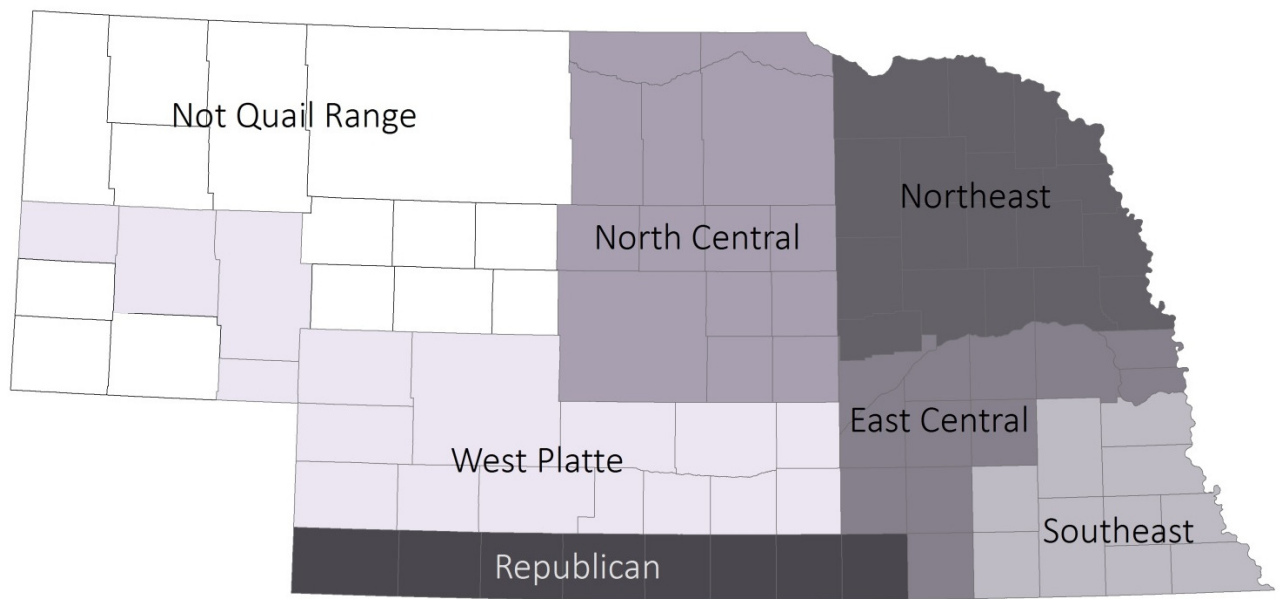 Not Quail Range
Northeast
North Central
East Central
West Platte
Southeast
Republican